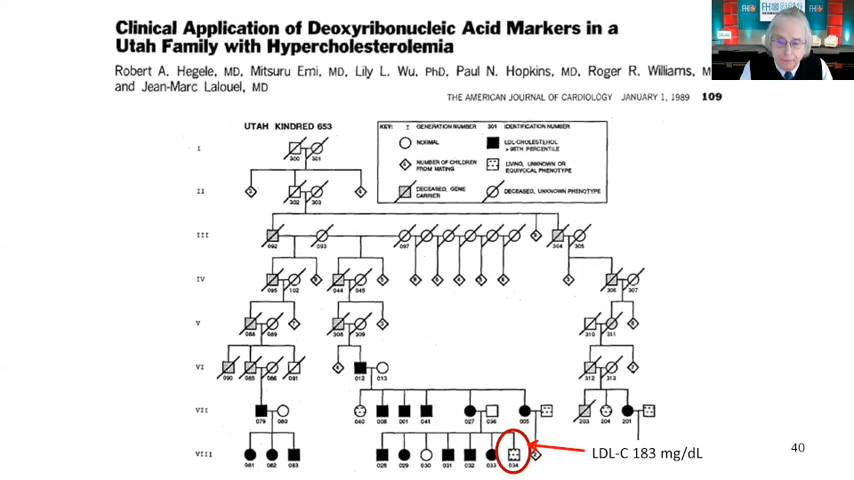 Clinical Application of Deoxyribonucleic Acid Markers in a
Utah Family with Hypercholesterolemia
Robert A. Hegele, MD, Mitsuru Emi, MD, Lily L. Wu, PhD, Paul N. Hopkins, MD, Roger R. Williams,
and Jean-Marc Lalouel, MD
THE AMERICAN JOURNAL OF CARDIOLOGY JANUARY 1, 1989 109
UTAH KINDRED 653
KEY: I GENERATION NUMBER 301 IDENTIFICATION NUMBER
NORMAL
LDL-CHOLESTEROL
> 95TH PERCENTILE
NUMBER OF CHILDREN
FROM MATING
LIVING, UNKNOWN OR
EQUIVOCAL PHENOTYPE
DECEASED, GENE
CARRIER
DECEASED, UNKNOWN PHENOTYPE
I
300 301
II
302 303
III
092 093 097 304 305
IV
095 102 044 045 306 307
V
088 089 308 309 310 311
VI
090 085 086 091 012 013 312 313
VII
079 080 040 008 001 041 027 036 005 203 204 201
VIII
081 082 083 028 029 030 031 032 033 034
LDL-C 183 mg/dL
40